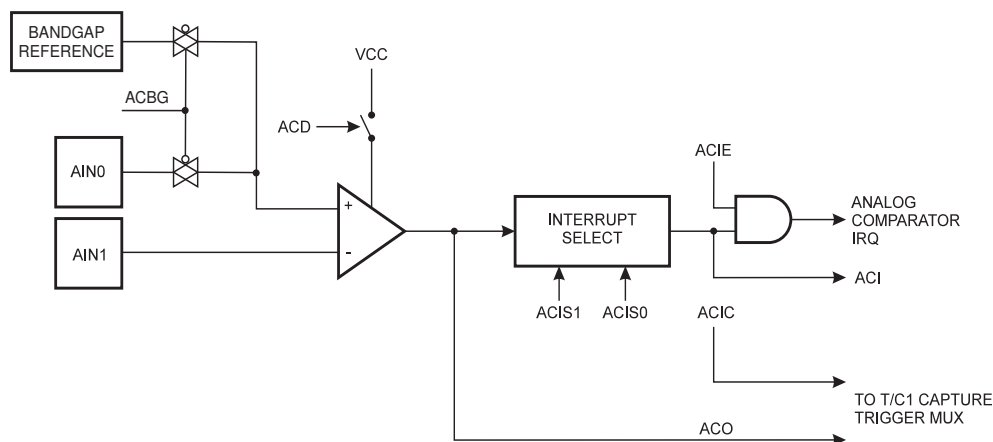 BANDGAP
REFERENCE
VCC
ACBG
ACD
ACIE
AIN0
+
INTERRUPT
SELECT
ANALOG
COMPARATOR
IRQ
AIN1
-
ACI
ACIS1
ACIS0
ACIC
TO T/C1 CAPTURE
TRIGGER MUX
ACO